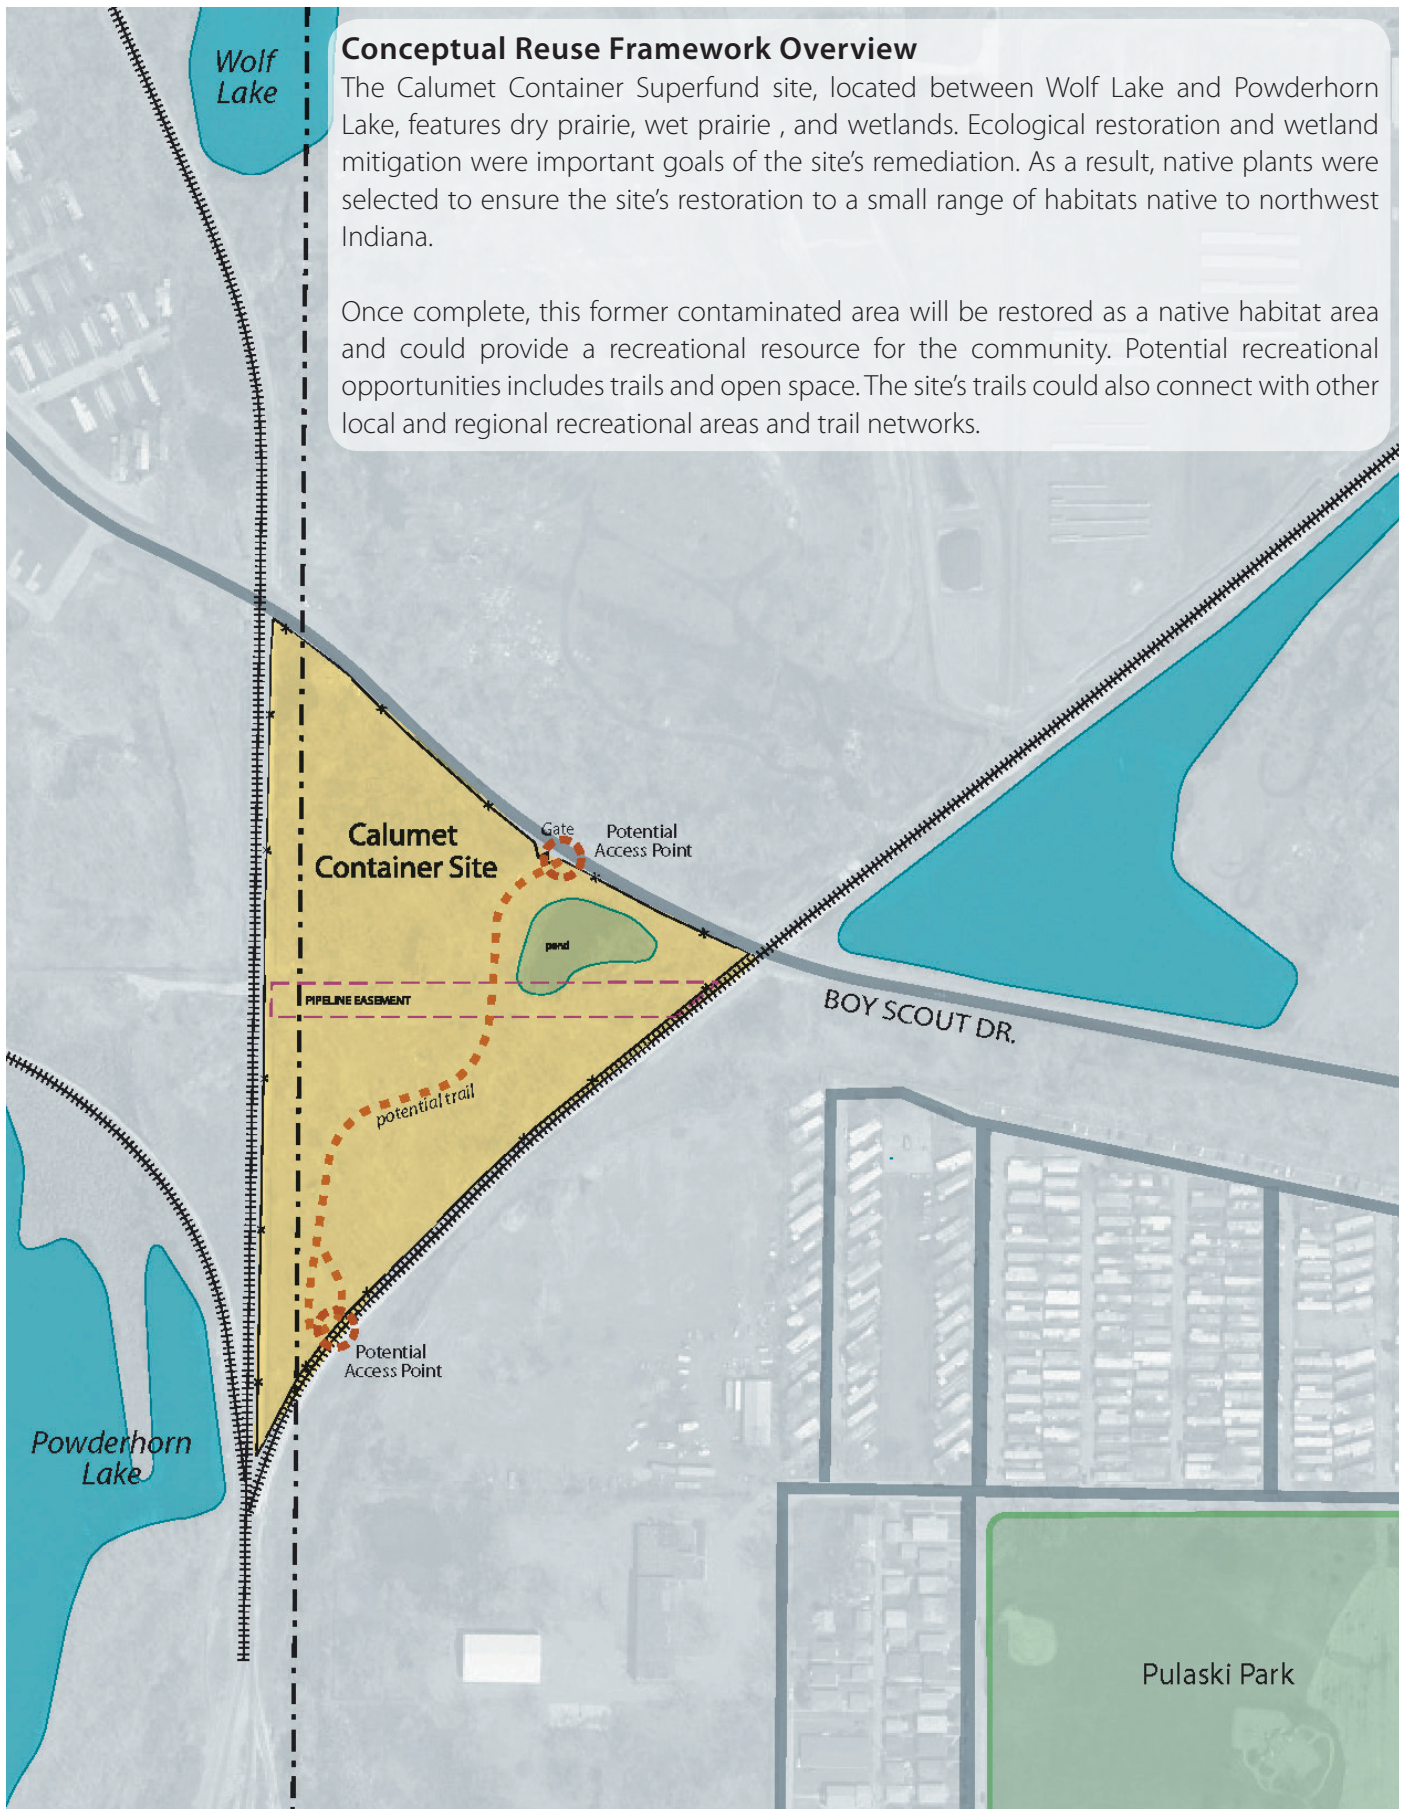 Wolf
Lake
Conceptual Reuse Framework Overview
The Calumet Container Superfund site, located between Wolf Lake and Powderhorn
Lake, features dry prairie, wet prairie , and wetlands. Ecological restoration and wetland
mitigation were important goals of the site's remediation. As a result, native plants were
selected to ensure the site's restoration to a small range of habitats native to northwest
Indiana.
Once complete, this former contaminated area will be restored as a native habitat area
and could provide a recreational resource for the community. Potential recreational
opportunities includes trails and open space. The site's trails could also connect with other
local and regional recreational areas and trail networks.
Calumet
Container Site
Gate
Potential
Access Point
pond
PIPELINE EASEMENT
BOY SCOUT DR.
potential trail
Potential
Access Point
Powderhorn
Lake
Pulaski Park